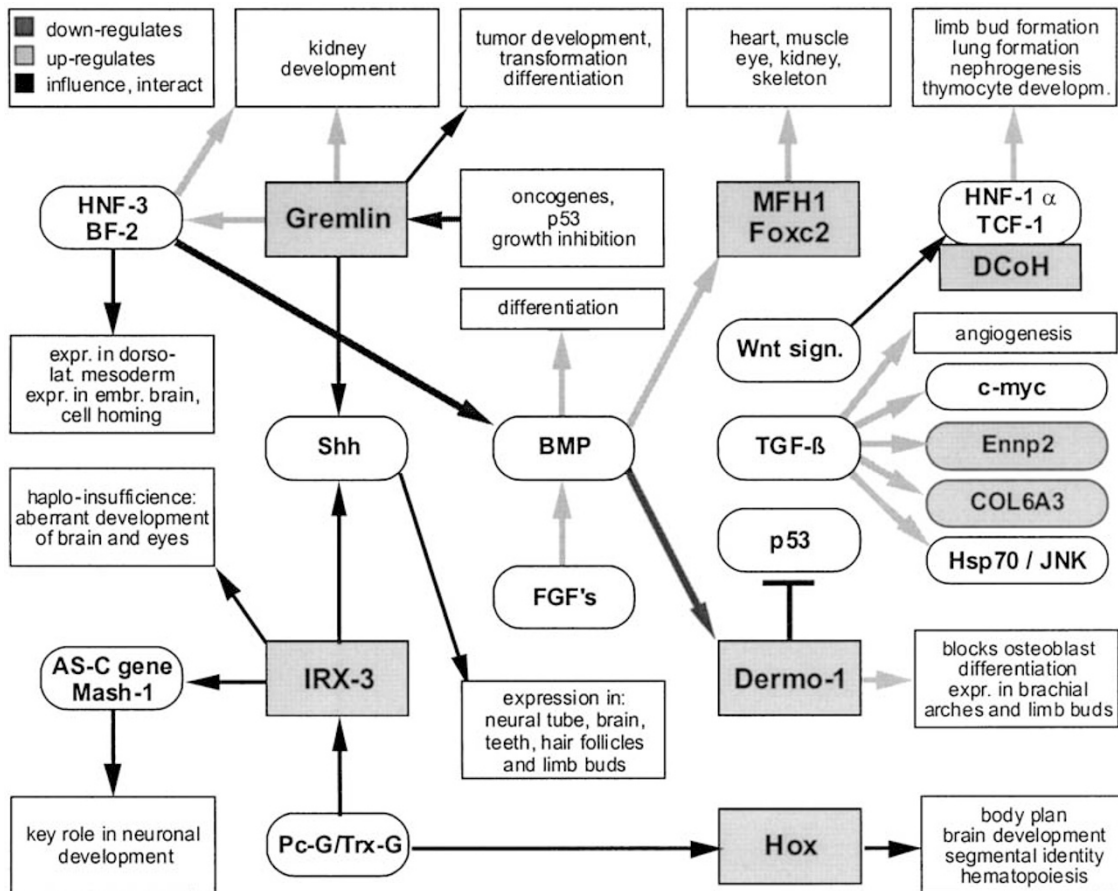 down-regulates
up-regulates
influence, interact
kidney
development
tumor development,
transformation
differentiation
heart, muscle
eye, kidney,
skeleton
limb bud formation
lung formation
nephrogenesis
thymocyte developm.
HNF-3
BF-2
Gremlin
oncogenes,
p53
growth inhibition
MFH1
Foxc2
HNF-1 α
TCF-1
DCoH
differentiation
expr. in dorso-
lat. mesoderm
expr. in embr. brain,
cell homing
Wnt sign.
angiogenesis
c-myc
Shh
BMP
TGF-ß
Ennp2
COL6A3
haplo-insufficience:
aberrant development
of brain and eyes
p53
Hsp70 / JNK
FGF's
AS-C gene
Mash-1
IRX-3
Dermo-1
blocks osteoblast
differentiation
expr. in brachial
arches and limb buds
expression in:
neural tube, brain,
teeth, hair follicles
and limb buds
key role in neuronal
development
Pc-G/Trx-G
Hox
body plan
brain development
segmental identity
hematopoiesis